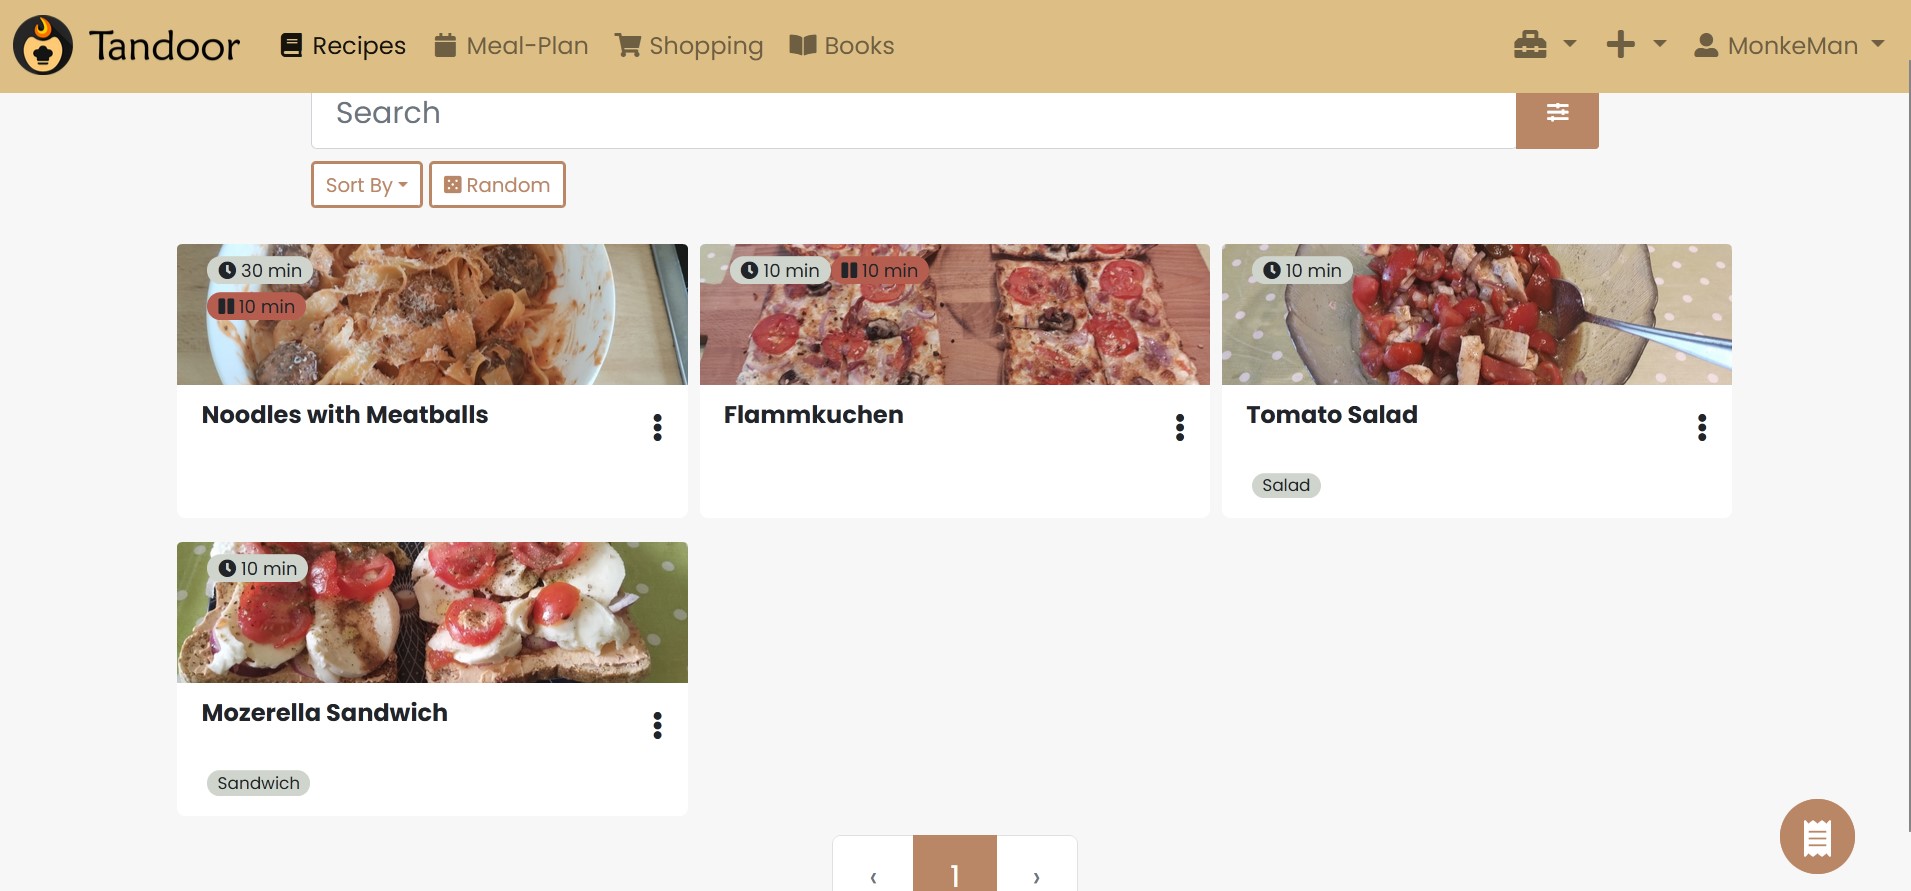 Tandoor Recipes Meal-Plan Shopping Books MonkeMan
Search
Sort By Random
30 min
10 min
10 min 10 min
10 min
Noodles with Meatballs
Flammkuchen
Tomato Salad
Salad
10 min
Mozerella Sandwich
Sandwich
‹ 1 ›